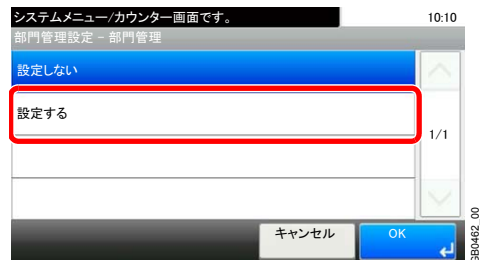 システムメニュー/カウンター画面です。 10:10
部門管理設定 - 部門管理
設定しない
設定する
1/1
キャンセル OK
GB0462_00